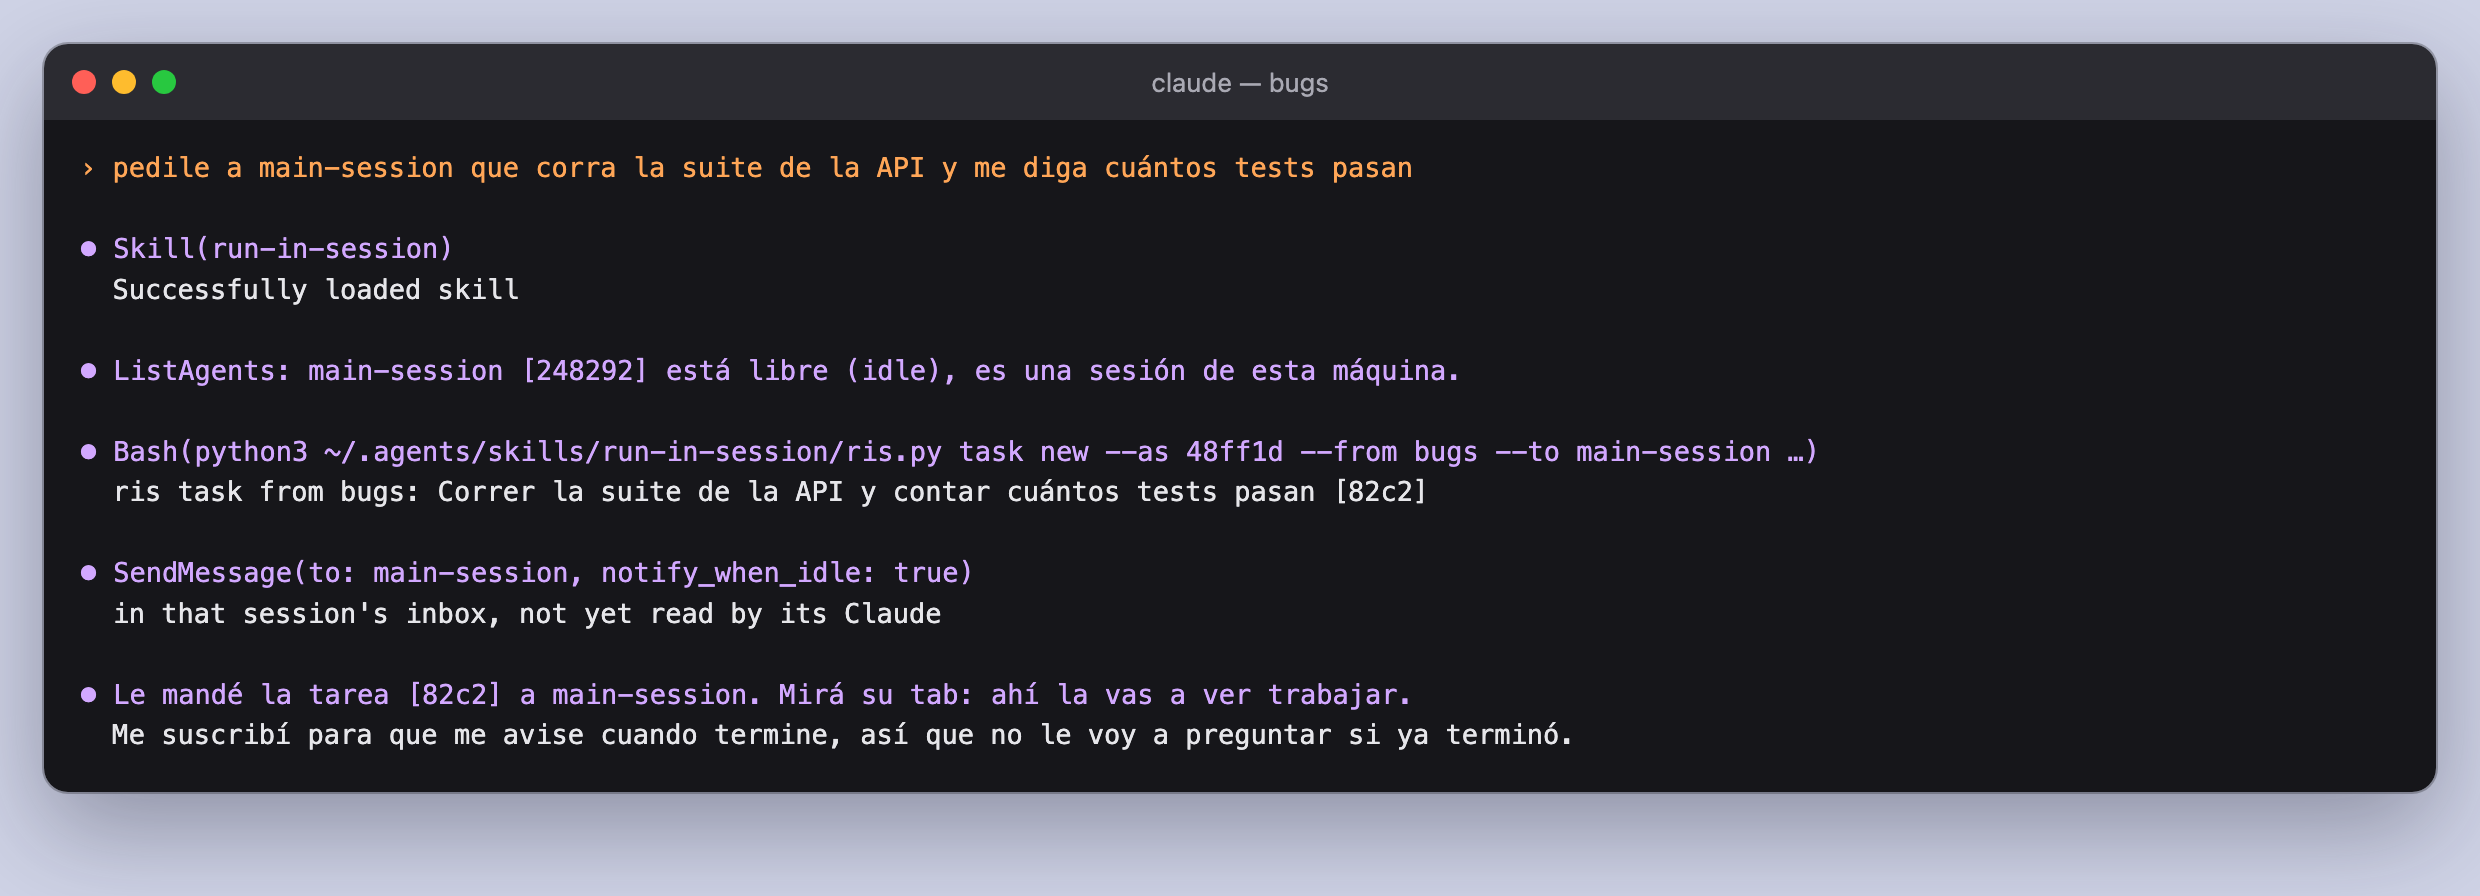 claude — bugs
› pedile a main-session que corra la suite de la API y me diga cuántos tests pasan
● Skill(run-in-session)
Successfully loaded skill
● ListAgents: main-session [248292] está libre (idle), es una sesión de esta máquina.
● Bash(python3 ~/.agents/skills/run-in-session/ris.py task new --as 48ff1d --from bugs --to main-session …)
ris task from bugs: Correr la suite de la API y contar cuántos tests pasan [82c2]
● SendMessage(to: main-session, notify_when_idle: true)
in that session's inbox, not yet read by its Claude
● Le mandé la tarea [82c2] a main-session. Mirá su tab: ahí la vas a ver trabajar.
Me suscribí para que me avise cuando termine, así que no le voy a preguntar si ya terminó.